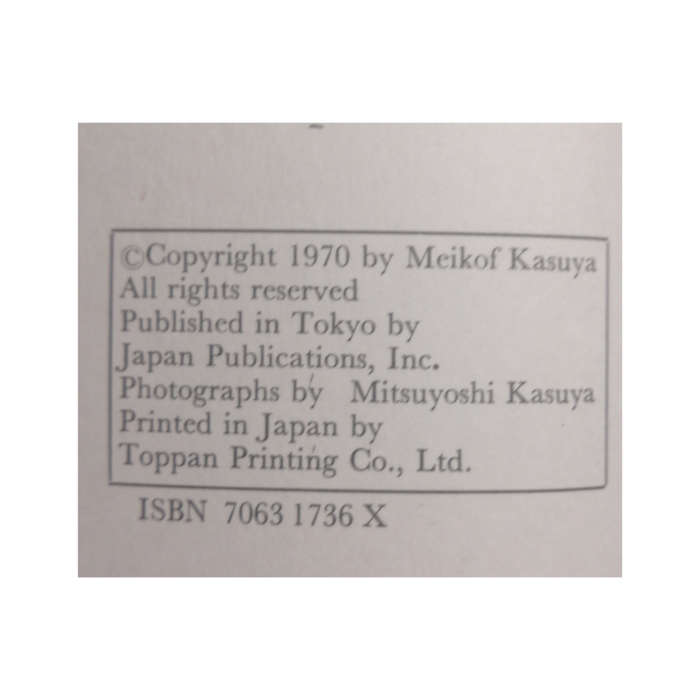 ©Copyright 1970 by Meikof Kasuya
All rights reserved
Published in Tokyo by
Japan Publications, Inc.
Photographs by Mitsuyoshi Kasuya
Printed in Japan by
Toppan Printing Co., Ltd.
ISBN 7063 1736 X